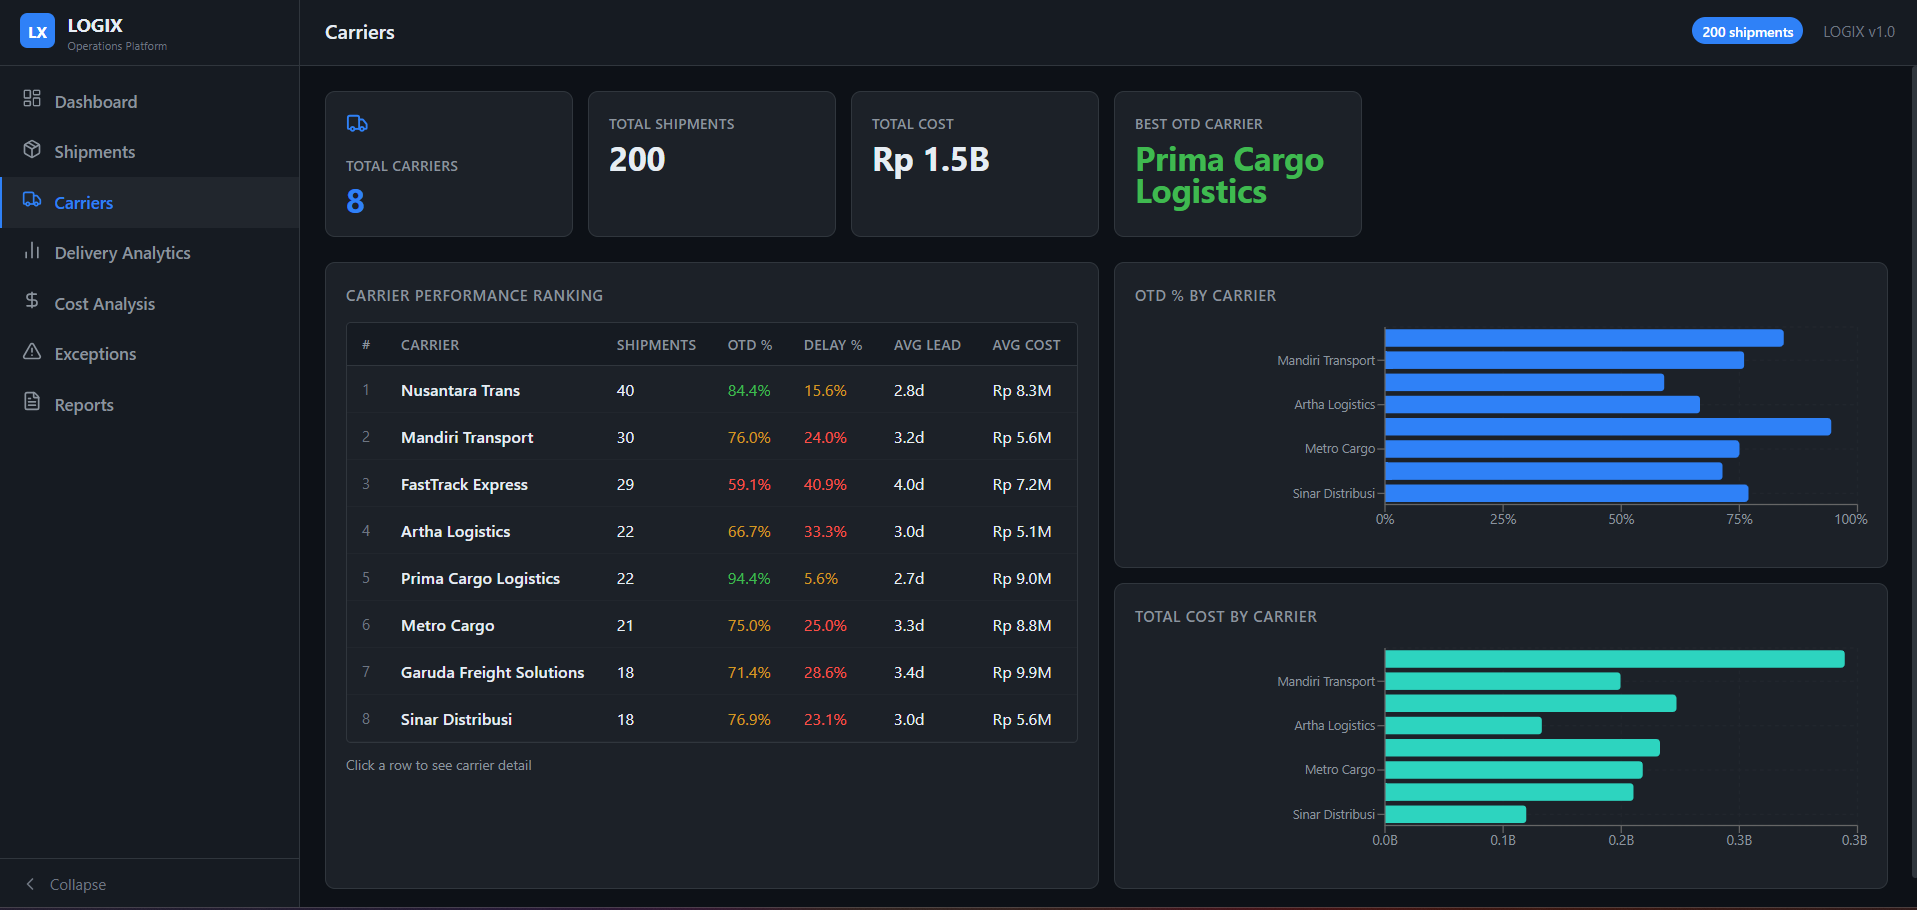 LX
LOGIX
Operations Platform
Dashboard
Shipments
Carriers
Delivery Analytics
Cost Analysis
Exceptions
Reports
Collapse
Carriers
200 shipments
LOGIX v1.0
TOTAL CARRIERS
8
TOTAL SHIPMENTS
200
TOTAL COST
Rp 1.5B
BEST OTD CARRIER
Prima Cargo
Logistics
CARRIER PERFORMANCE RANKING
# CARRIER SHIPMENTS OTD % DELAY % AVG LEAD AVG COST
1 Nusantara Trans 40 84.4% 15.6% 2.8d Rp 8.3M
2 Mandiri Transport 30 76.0% 24.0% 3.2d Rp 5.6M
3 FastTrack Express 29 59.1% 40.9% 4.0d Rp 7.2M
4 Artha Logistics 22 66.7% 33.3% 3.0d Rp 5.1M
5 Prima Cargo Logistics 22 94.4% 5.6% 2.7d Rp 9.0M
6 Metro Cargo 21 75.0% 25.0% 3.3d Rp 8.8M
7 Garuda Freight Solutions 18 71.4% 28.6% 3.4d Rp 9.9M
8 Sinar Distribusi 18 76.9% 23.1% 3.0d Rp 5.6M
Click a row to see carrier detail
OTD % BY CARRIER
Mandiri Transport
Artha Logistics
Metro Cargo
Sinar Distribusi
0% 25% 50% 75% 100%
TOTAL COST BY CARRIER
Mandiri Transport
Artha Logistics
Metro Cargo
Sinar Distribusi
0.0B 0.1B 0.2B 0.3B 0.3B